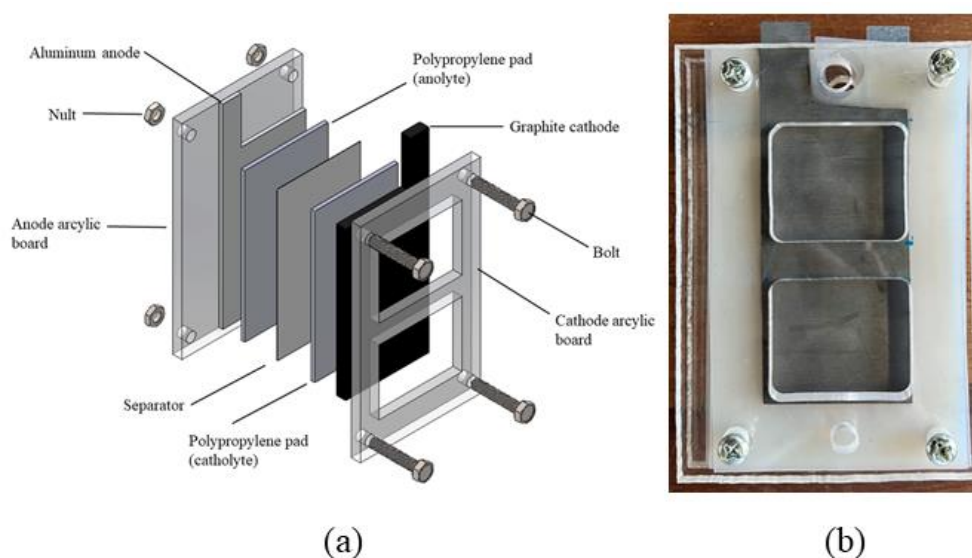 Aluminum anode
Polypropylene pad
(anolyte)
Nult
Graphite cathode
Anode arcylic
board
Bolt
Cathode arcylic
board
Separator
Polypropylene pad
(catholyte)
(a)
(b)